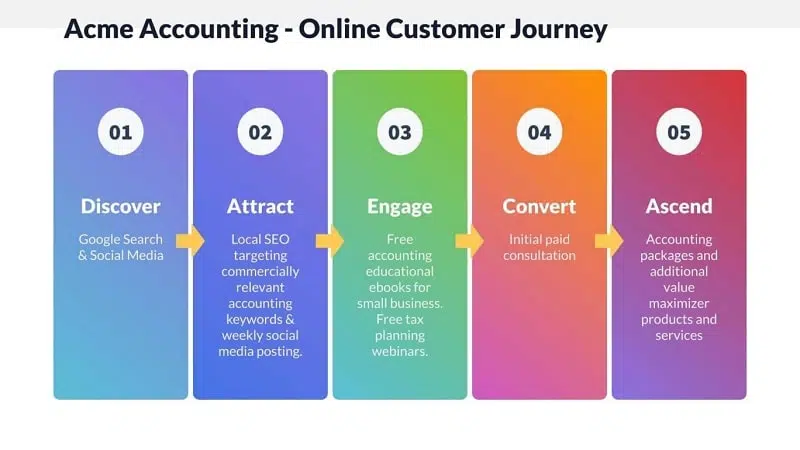 Acme Accounting - Online Customer Journey
01
Discover
Google Search
& Social Media
02
Attract
Local SEO
targeting
commercially
relevant
accounting
keywords &
weekly social
media posting.
03
Engage
Free
accounting
educational
ebooks for
small business.
Free tax
planning
webinars.
04
Convert
Initial paid
consultation
05
Ascend
Accounting
packages and
additional
value
maximizer
products and
services